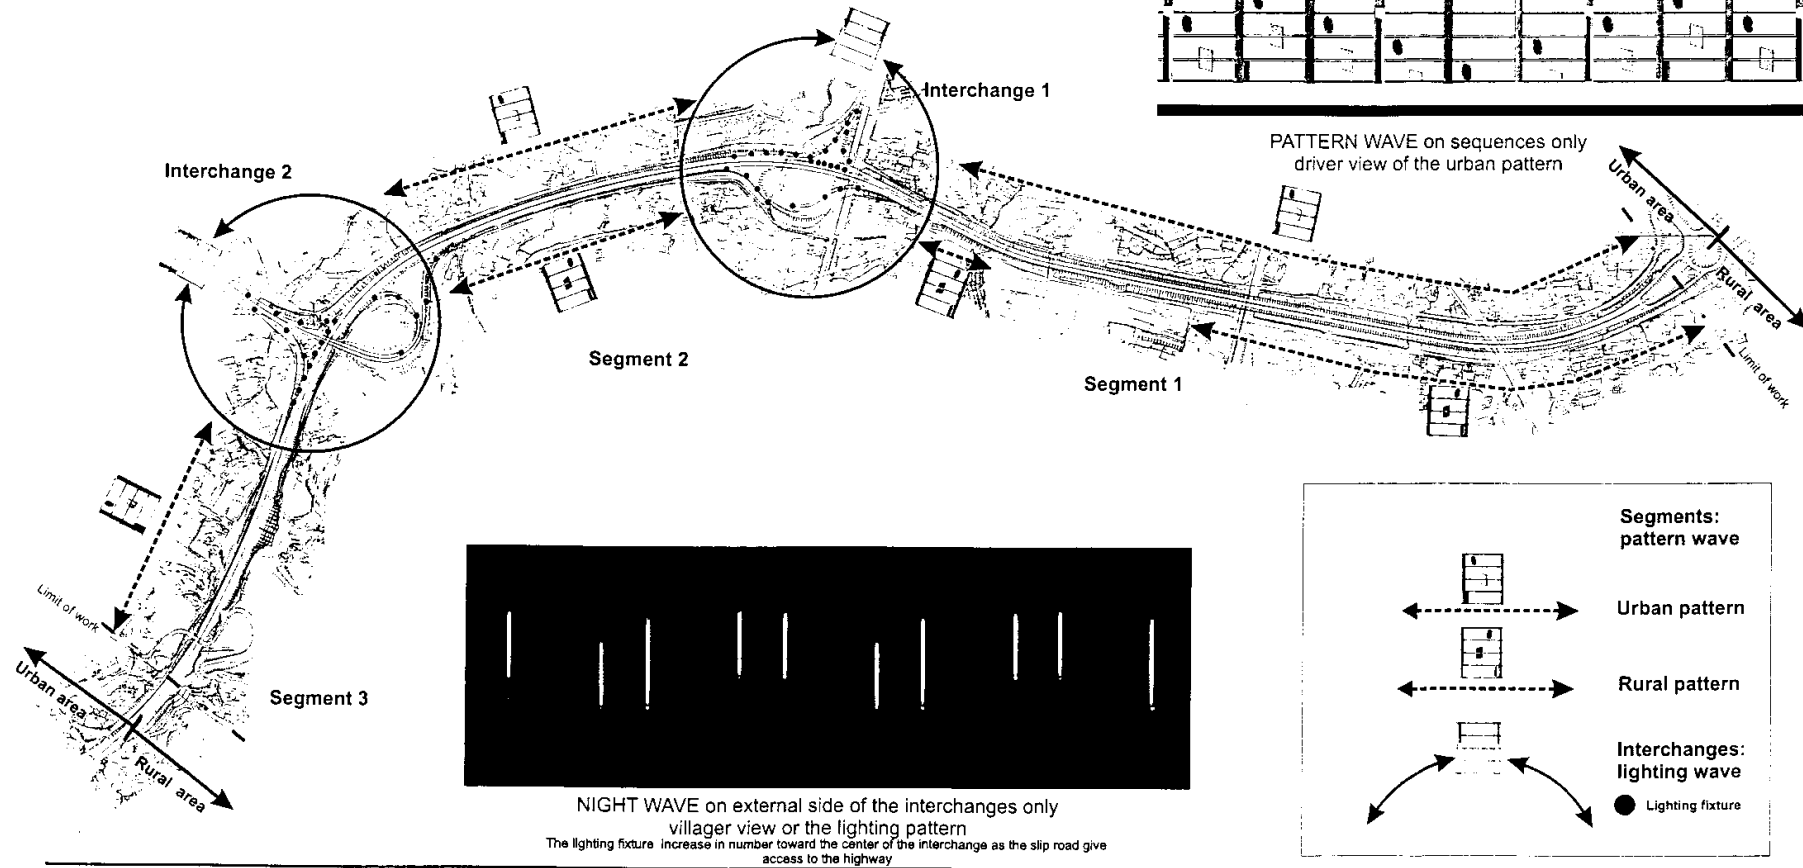 Interchange 1
PATTERN WAVE on sequences only
driver view of the urban pattern
Interchange 2
Urban area
Rural area
Limit of work
Segment 2
Segment 1
Segments:
pattern wave
Urban pattern
Rural pattern
Interchanges:
lighting wave
Lighting fixture
Limit of work
Urban area
Rural area
Segment 3
NIGHT WAVE on external side of the interchanges only
villager view or the lighting pattern
The lighting fixture increase in number toward the center of the interchange as the slip road give
access to the highway